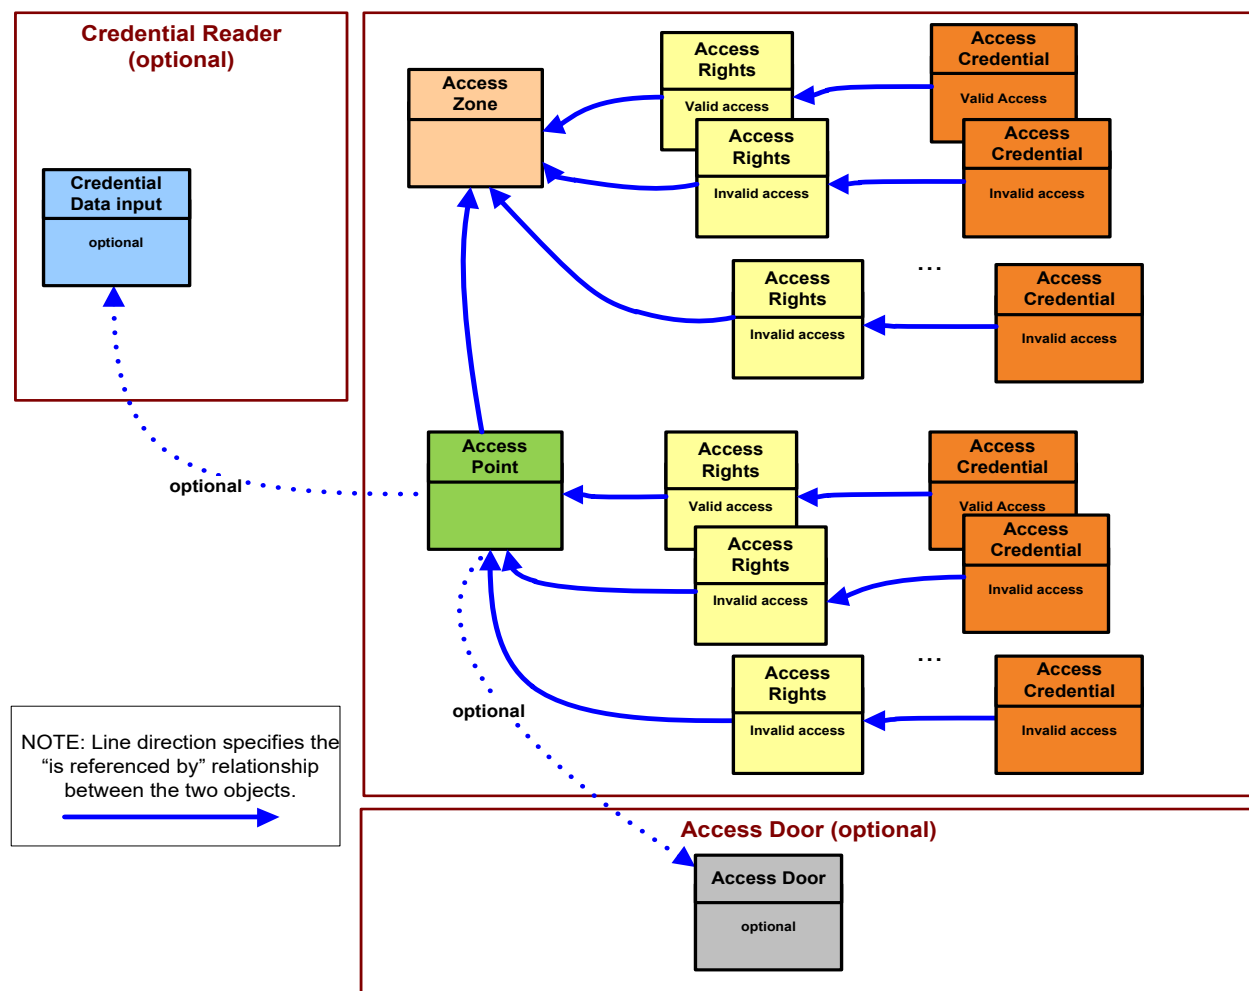 Credential Reader
(optional)
Credential
Data input
optional
Access
Zone
Access
Rights
Valid access
Access
Credential
Valid Access
Access
Rights
Invalid access
Access
Credential
Invalid access
...
Access
Rights
Invalid access
Access
Credential
Invalid access
Access
Point
optional
Access
Rights
Valid access
Access
Credential
Valid Access
Access
Rights
Invalid access
Access
Credential
Invalid access
...
Access
Rights
Invalid access
Access
Credential
Invalid access
optional
NOTE: Line direction specifies the
“is referenced by” relationship
between the two objects.
Access Door (optional)
Access Door
optional